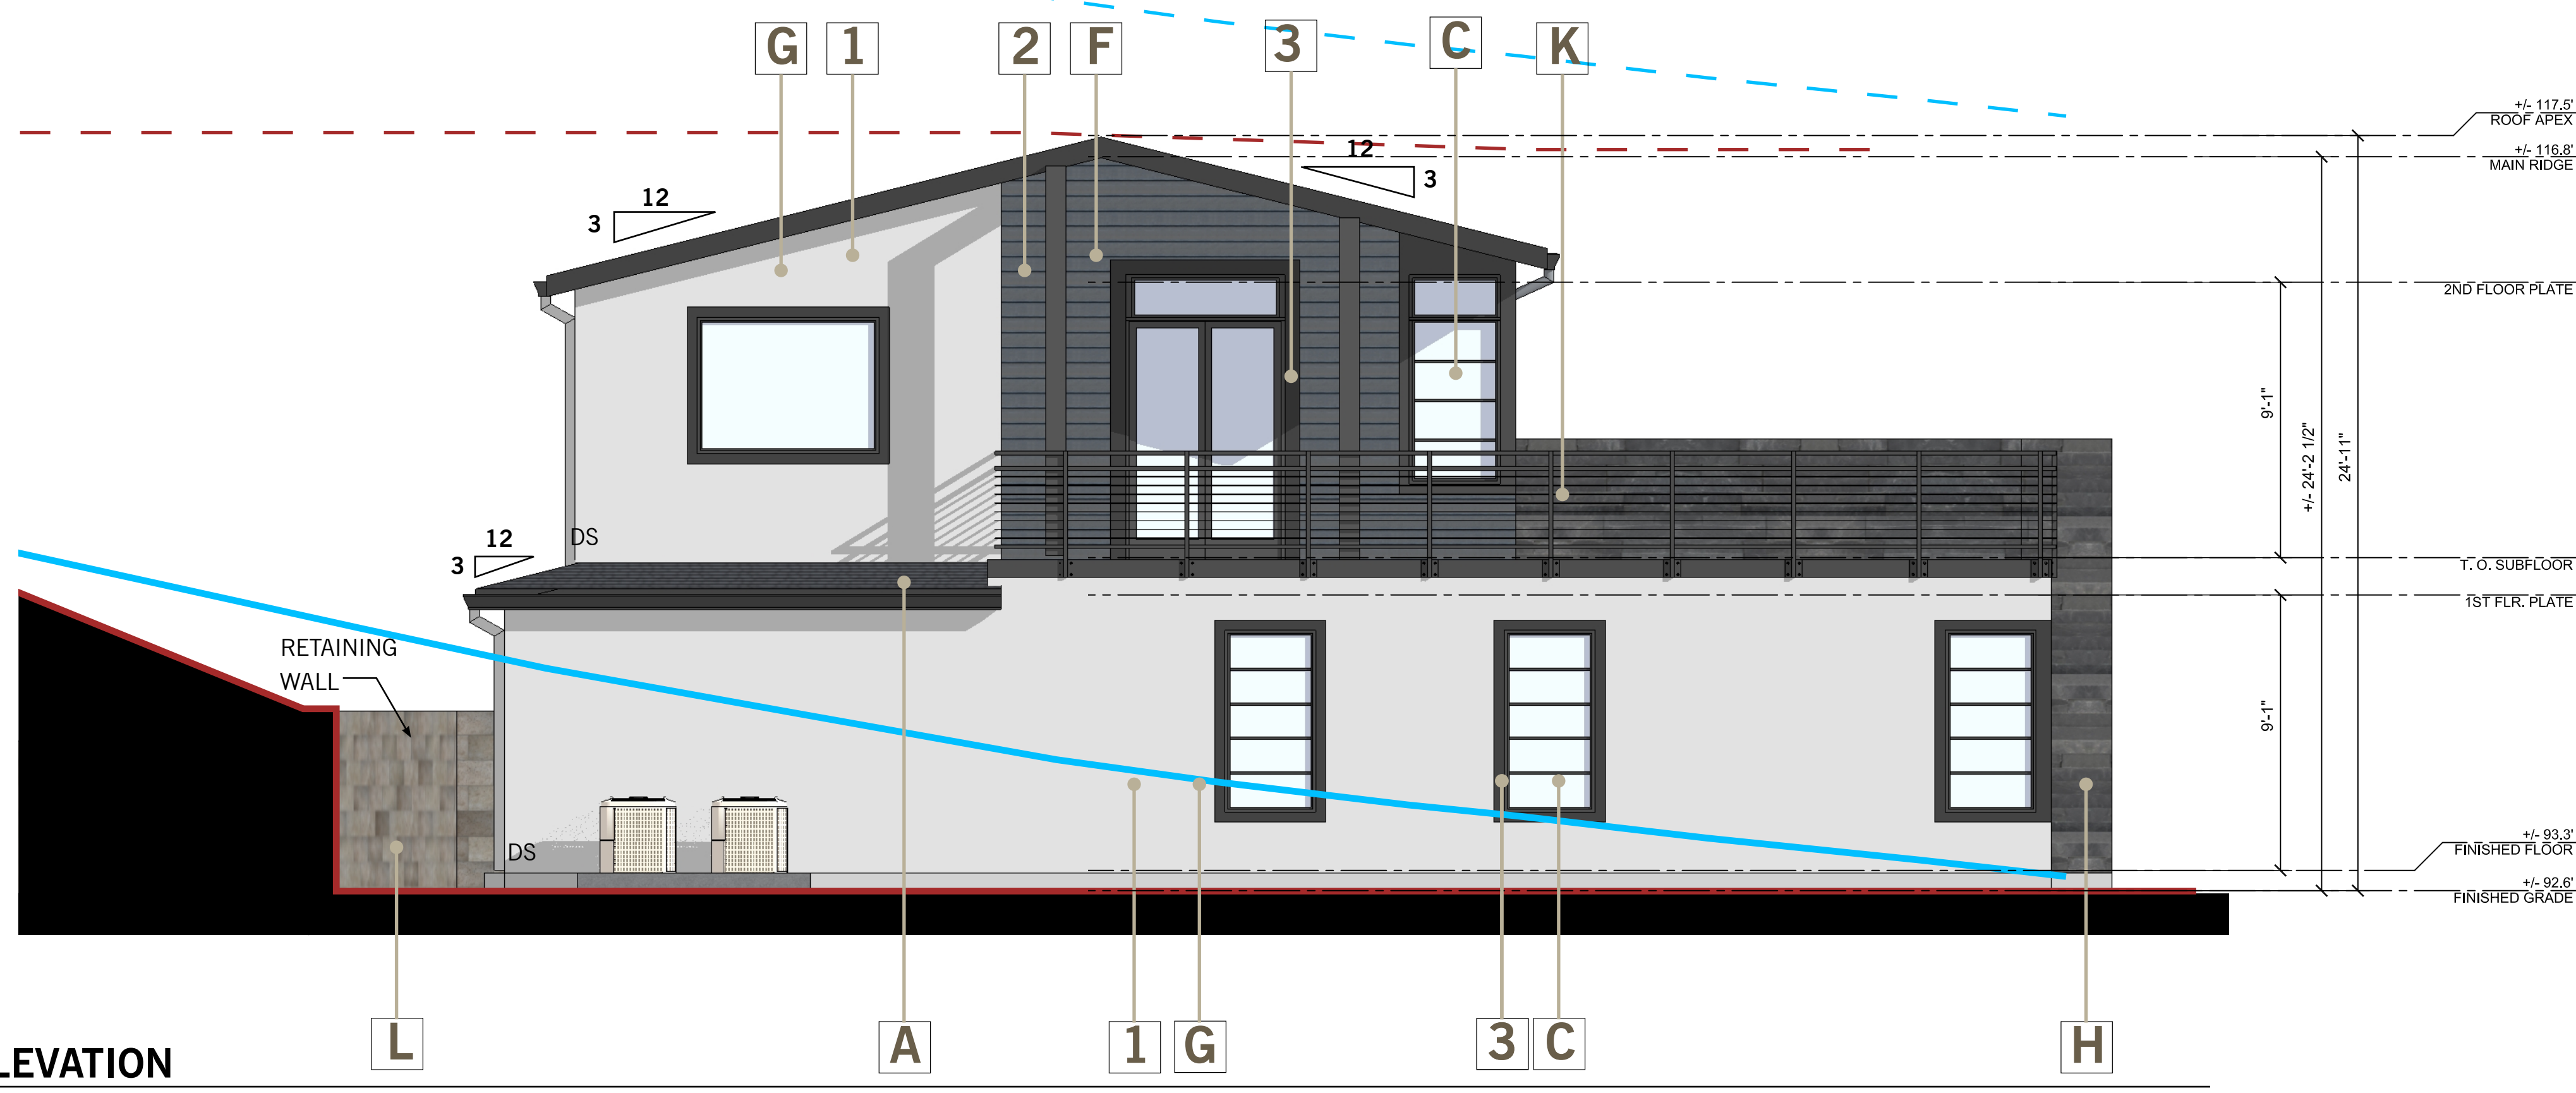 G 1 2 F 3 C K
+/- 117.5'
ROOF APEX
+/- 116.8'
MAIN RIDGE
12
3
12
3
2ND FLOOR PLATE
9'-1"
+/- 24'-2 1/2"
24'-11"
DS
12
3
T. O. SUBFLOOR
1ST FLR. PLATE
RETAINING
WALL
9'-1"
DS
+/- 93.3'
FINISHED FLOOR
+/- 92.6'
FINISHED GRADE
L A 1 G 3 C H
LEVATION